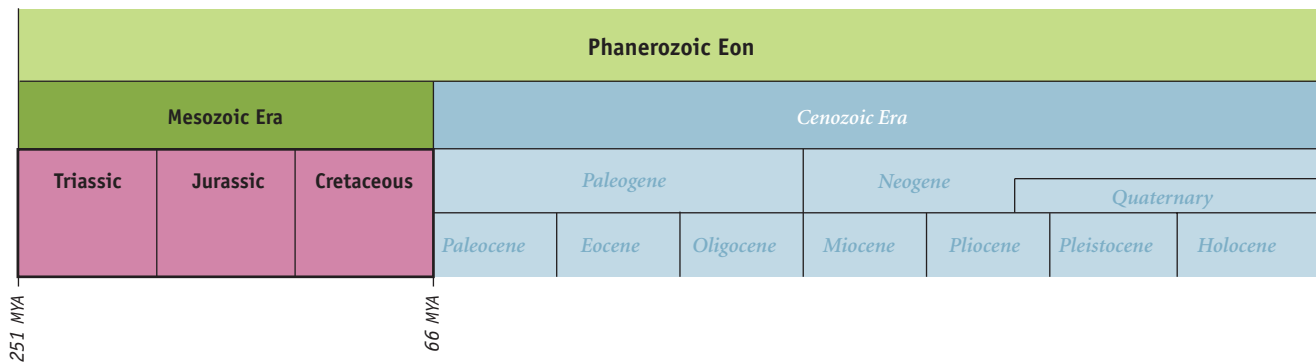 Phanerozoic Eon
Mesozoic Era
Cenozoic Era
Triassic
Jurassic
Cretaceous
Paleogene
Neogene
Quaternary
Paleocene
Eocene
Oligocene
Miocene
Pliocene
Pleistocene
Holocene
251 MYA
66 MYA